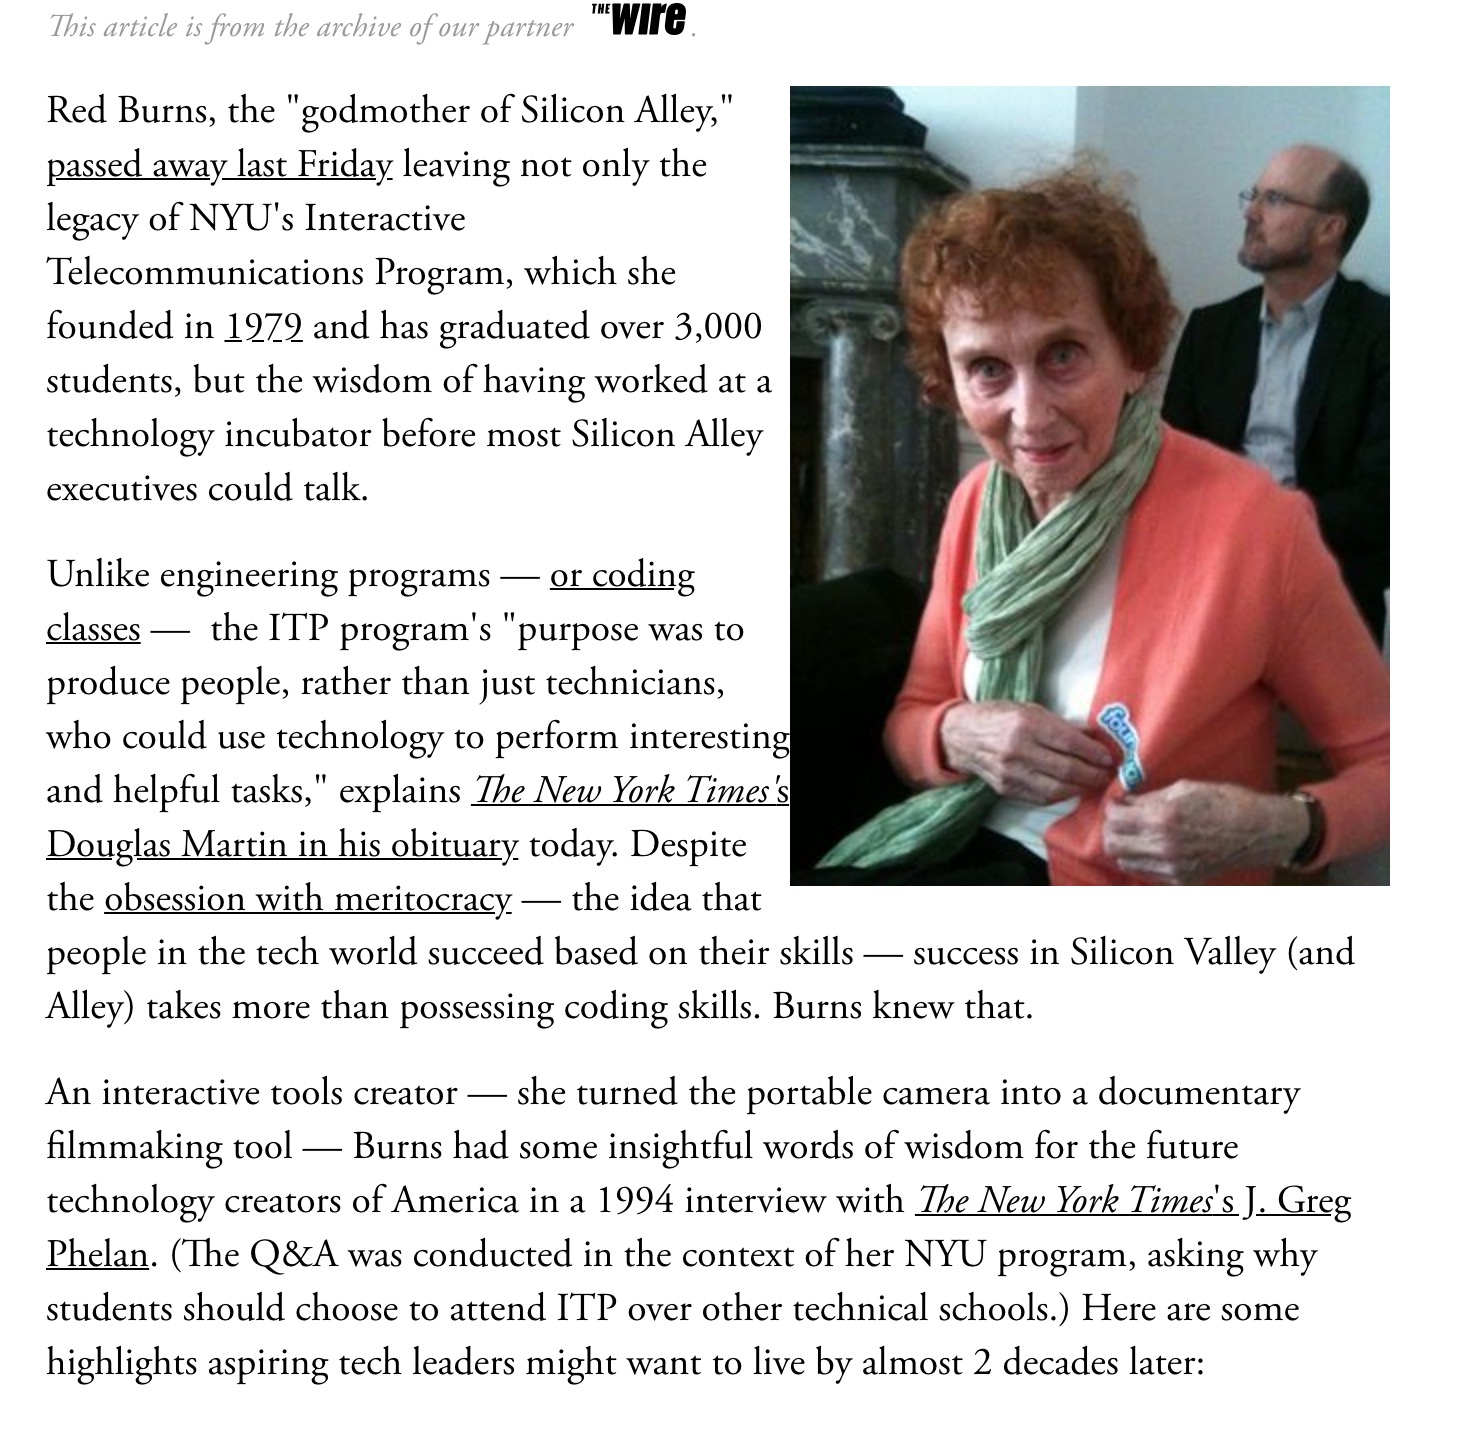 This article is from the archive of our partner THE WIRE .
Red Burns, the "godmother of Silicon Alley,"
passed away last Friday leaving not only the
legacy of NYU's Interactive
Telecommunications Program, which she
founded in 1979 and has graduated over 3,000
students, but the wisdom of having worked at a
technology incubator before most Silicon Alley
executives could talk.
Unlike engineering programs — or coding
classes —  the ITP program's "purpose was to
produce people, rather than just technicians,
who could use technology to perform interesting
and helpful tasks," explains The New York Times's
Douglas Martin in his obituary today. Despite
the obsession with meritocracy — the idea that
people in the tech world succeed based on their skills — success in Silicon Valley (and
Alley) takes more than possessing coding skills. Burns knew that.
An interactive tools creator — she turned the portable camera into a documentary
filmmaking tool — Burns had some insightful words of wisdom for the future
technology creators of America in a 1994 interview with The New York Times's J. Greg
Phelan. (The Q&A was conducted in the context of her NYU program, asking why
students should choose to attend ITP over other technical schools.) Here are some
highlights aspiring tech leaders might want to live by almost 2 decades later: